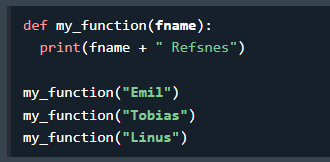 def my_function(fname):
  print(fname + " Refsnes")

my_function("Emil")
my_function("Tobias")
my_function("Linus")